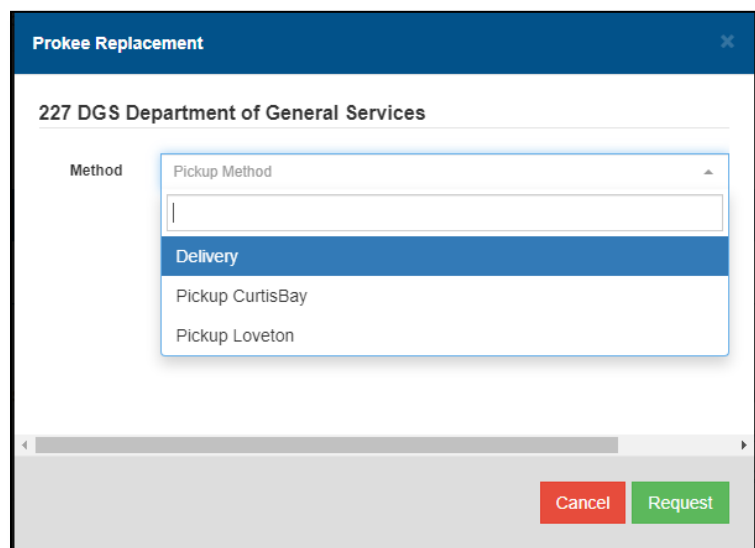 Prokee Replacement ×
227 DGS Department of General Services
Method Pickup Method
Delivery
Pickup CurtisBay
Pickup Loveton
Cancel Request